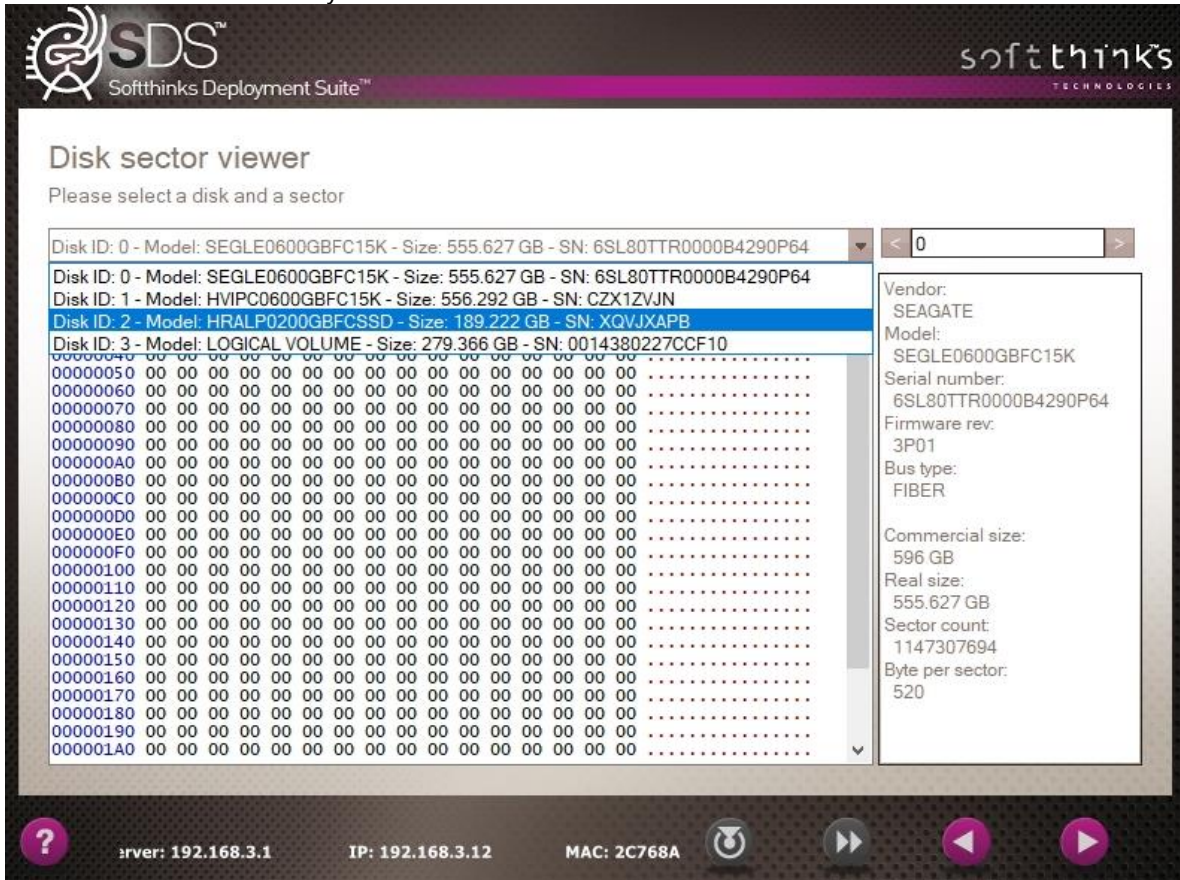 SDS™
Softthinks Deployment Suite™
softthinks
TECHNOLOGIES
Disk sector viewer
Please select a disk and a sector
Disk ID: 0 - Model: SEGLE0600GBFC15K - Size: 555.627 GB - SN: 6SL80TTR0000B4290P64
< 0 >
Disk ID: 0 - Model: SEGLE0600GBFC15K - Size: 555.627 GB - SN: 6SL80TTR0000B4290P64
Disk ID: 1 - Model: HVIPC0600GBFC15K - Size: 556.292 GB - SN: CZX1ZVJN
Disk ID: 2 - Model: HRALP0200GBFCSSD - Size: 189.222 GB - SN: XQVJXAPB
Disk ID: 3 - Model: LOGICAL VOLUME - Size: 279.366 GB - SN: 0014380227CCF10
00000040 00 00 00 00 00 00 00 00 00 00 00 00 00 00 00 00 ................
00000050 00 00 00 00 00 00 00 00 00 00 00 00 00 00 00 00 ................
00000060 00 00 00 00 00 00 00 00 00 00 00 00 00 00 00 00 ................
00000070 00 00 00 00 00 00 00 00 00 00 00 00 00 00 00 00 ................
00000080 00 00 00 00 00 00 00 00 00 00 00 00 00 00 00 00 ................
00000090 00 00 00 00 00 00 00 00 00 00 00 00 00 00 00 00 ................
000000A0 00 00 00 00 00 00 00 00 00 00 00 00 00 00 00 00 ................
000000B0 00 00 00 00 00 00 00 00 00 00 00 00 00 00 00 00 ................
000000C0 00 00 00 00 00 00 00 00 00 00 00 00 00 00 00 00 ................
000000D0 00 00 00 00 00 00 00 00 00 00 00 00 00 00 00 00 ................
000000E0 00 00 00 00 00 00 00 00 00 00 00 00 00 00 00 00 ................
000000F0 00 00 00 00 00 00 00 00 00 00 00 00 00 00 00 00 ................
00000100 00 00 00 00 00 00 00 00 00 00 00 00 00 00 00 00 ................
00000110 00 00 00 00 00 00 00 00 00 00 00 00 00 00 00 00 ................
00000120 00 00 00 00 00 00 00 00 00 00 00 00 00 00 00 00 ................
00000130 00 00 00 00 00 00 00 00 00 00 00 00 00 00 00 00 ................
00000140 00 00 00 00 00 00 00 00 00 00 00 00 00 00 00 00 ................
00000150 00 00 00 00 00 00 00 00 00 00 00 00 00 00 00 00 ................
00000160 00 00 00 00 00 00 00 00 00 00 00 00 00 00 00 00 ................
00000170 00 00 00 00 00 00 00 00 00 00 00 00 00 00 00 00 ................
00000180 00 00 00 00 00 00 00 00 00 00 00 00 00 00 00 00 ................
00000190 00 00 00 00 00 00 00 00 00 00 00 00 00 00 00 00 ................
000001A0 00 00 00 00 00 00 00 00 00 00 00 00 00 00 00 00 ................
Vendor:
SEAGATE
Model:
SEGLE0600GBFC15K
Serial number:
6SL80TTR0000B4290P64
Firmware rev:
3P01
Bus type:
FIBER
Commercial size:
596 GB
Real size:
555.627 GB
Sector count:
1147307694
Byte per sector:
520
?
erver: 192.168.3.1 IP: 192.168.3.12 MAC: 2C768A